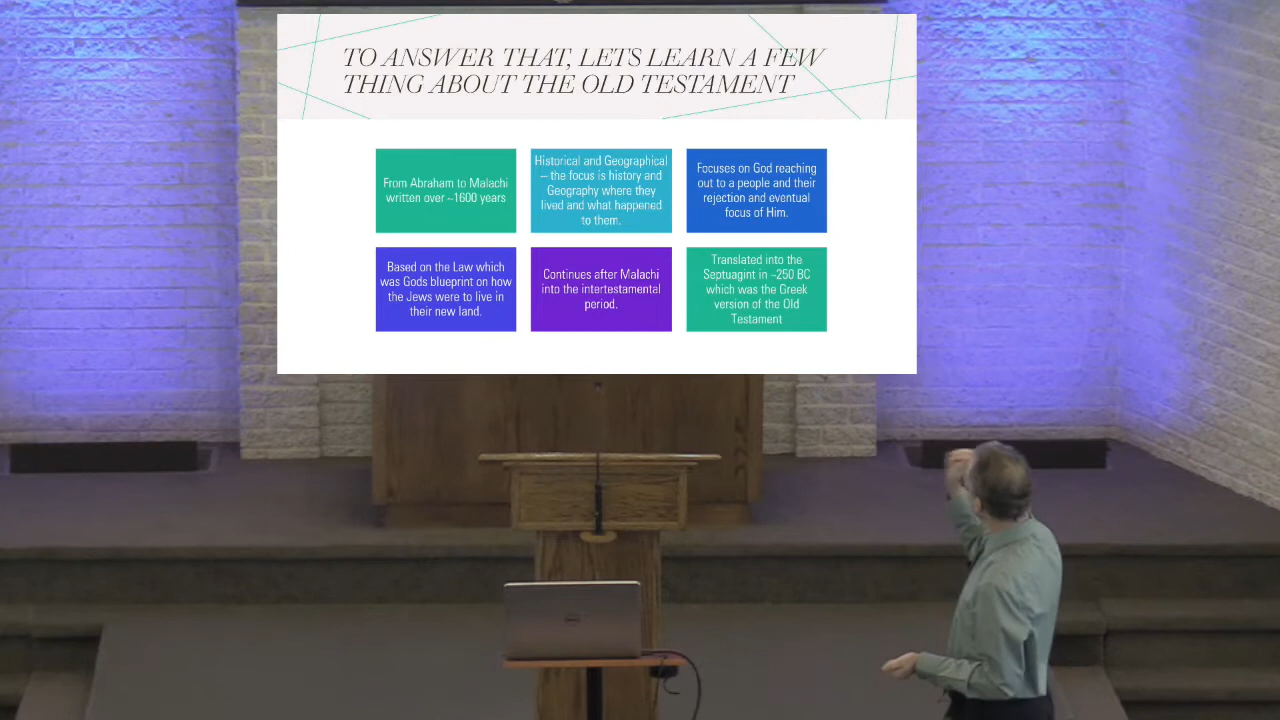 TO ANSWER THAT, LETS LEARN A FEW
THING ABOUT THE OLD TESTAMENT
From Abraham to Malachi
written over ~1600 years
Historical and Geographical
– the focus is history and
Geography where they
lived and what happened
to them.
Focuses on God reaching
out to a people and their
rejection and eventual
focus of Him.
Based on the Law which
was Gods blueprint on how
the Jews were to live in
their new land.
Continues after Malachi
into the intertestamental
period.
Translated into the
Septuagint in ~250 BC
which was the Greek
version of the Old
Testament